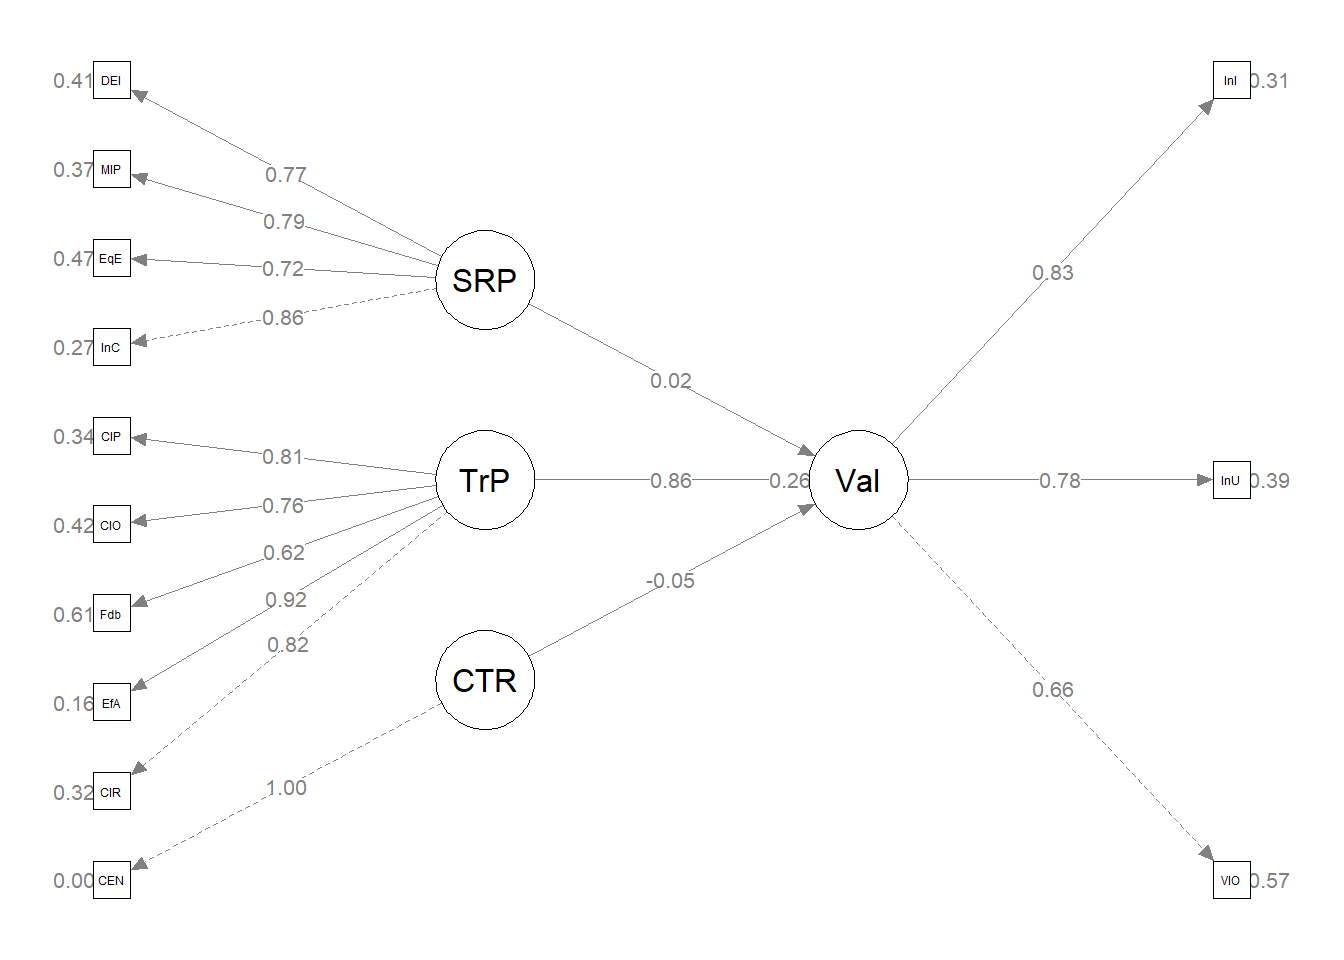 0.41 DEI
InI 0.31
0.37 MIP
0.77
0.79
0.47 EqE
0.72
SRP
0.83
0.86
0.27 InC
0.02
0.34 CIP
0.81
TrP
0.86
0.26
Val
0.78
InU 0.39
0.76
0.42 CIO
0.62
-0.05
0.92
0.61 Fdb
0.82
CTR
0.66
0.16 EfA
1.00
0.32 CIR
0.00 CEN
VIO 0.57